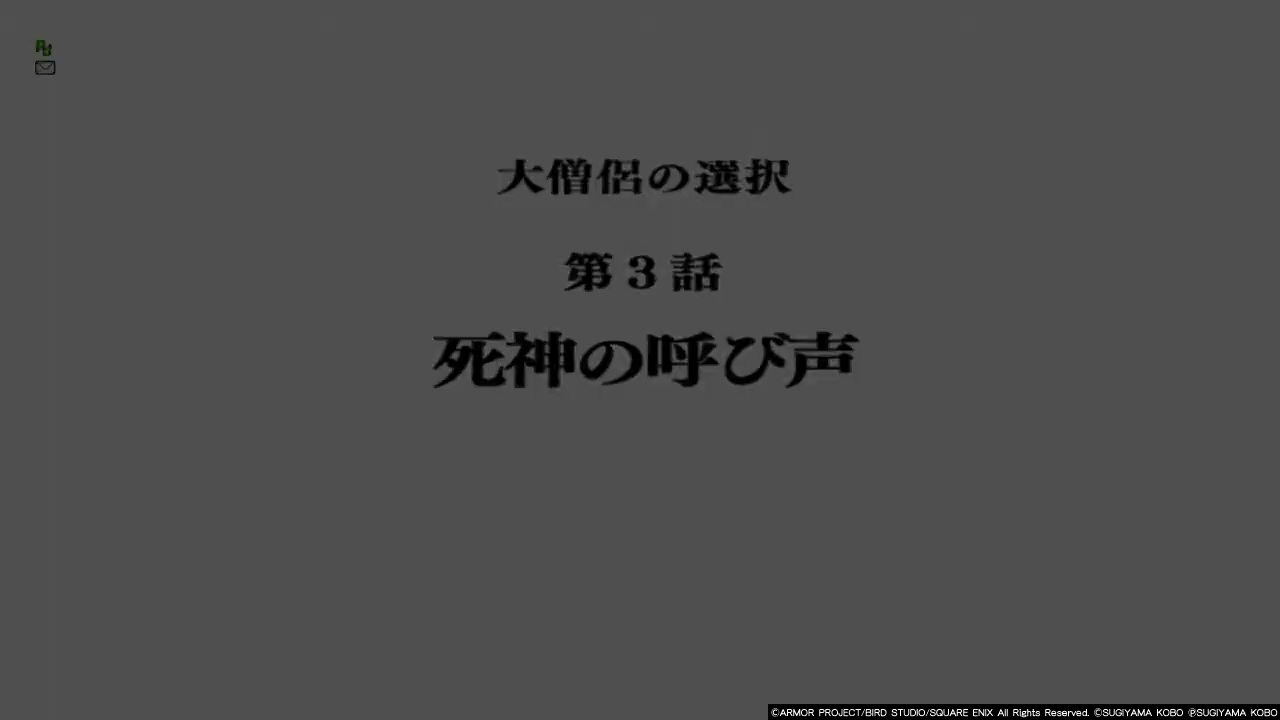 大僧侶の選択
第3話
死神の呼び声
©ARMOR PROJECT/BIRD STUDIO/SQUARE ENIX All Rights Reserved. ©SUGIYAMA KOBO ℗SUGIYAMA KOBO